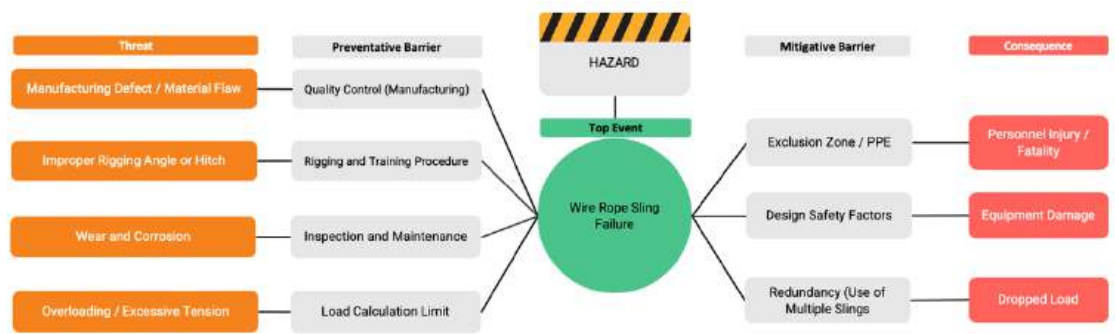 Threat
Preventative Barrier
HAZARD
Mitigative Barrier
Consequence
Manufacturing Defect / Material Flaw
Quality Control (Manufacturing)
Top Event
Exclusion Zone / PPE
Personnel Injury /
Fatality
Improper Rigging Angle or Hitch
Rigging and Training Procedure
Wire Rope Sling
Failure
Design Safety Factors
Equipment Damage
Wear and Corrosion
Inspection and Maintenance
Redundancy (Use of
Multiple Slings
Dropped Load
Overloading / Excessive Tension
Load Calculation Limit